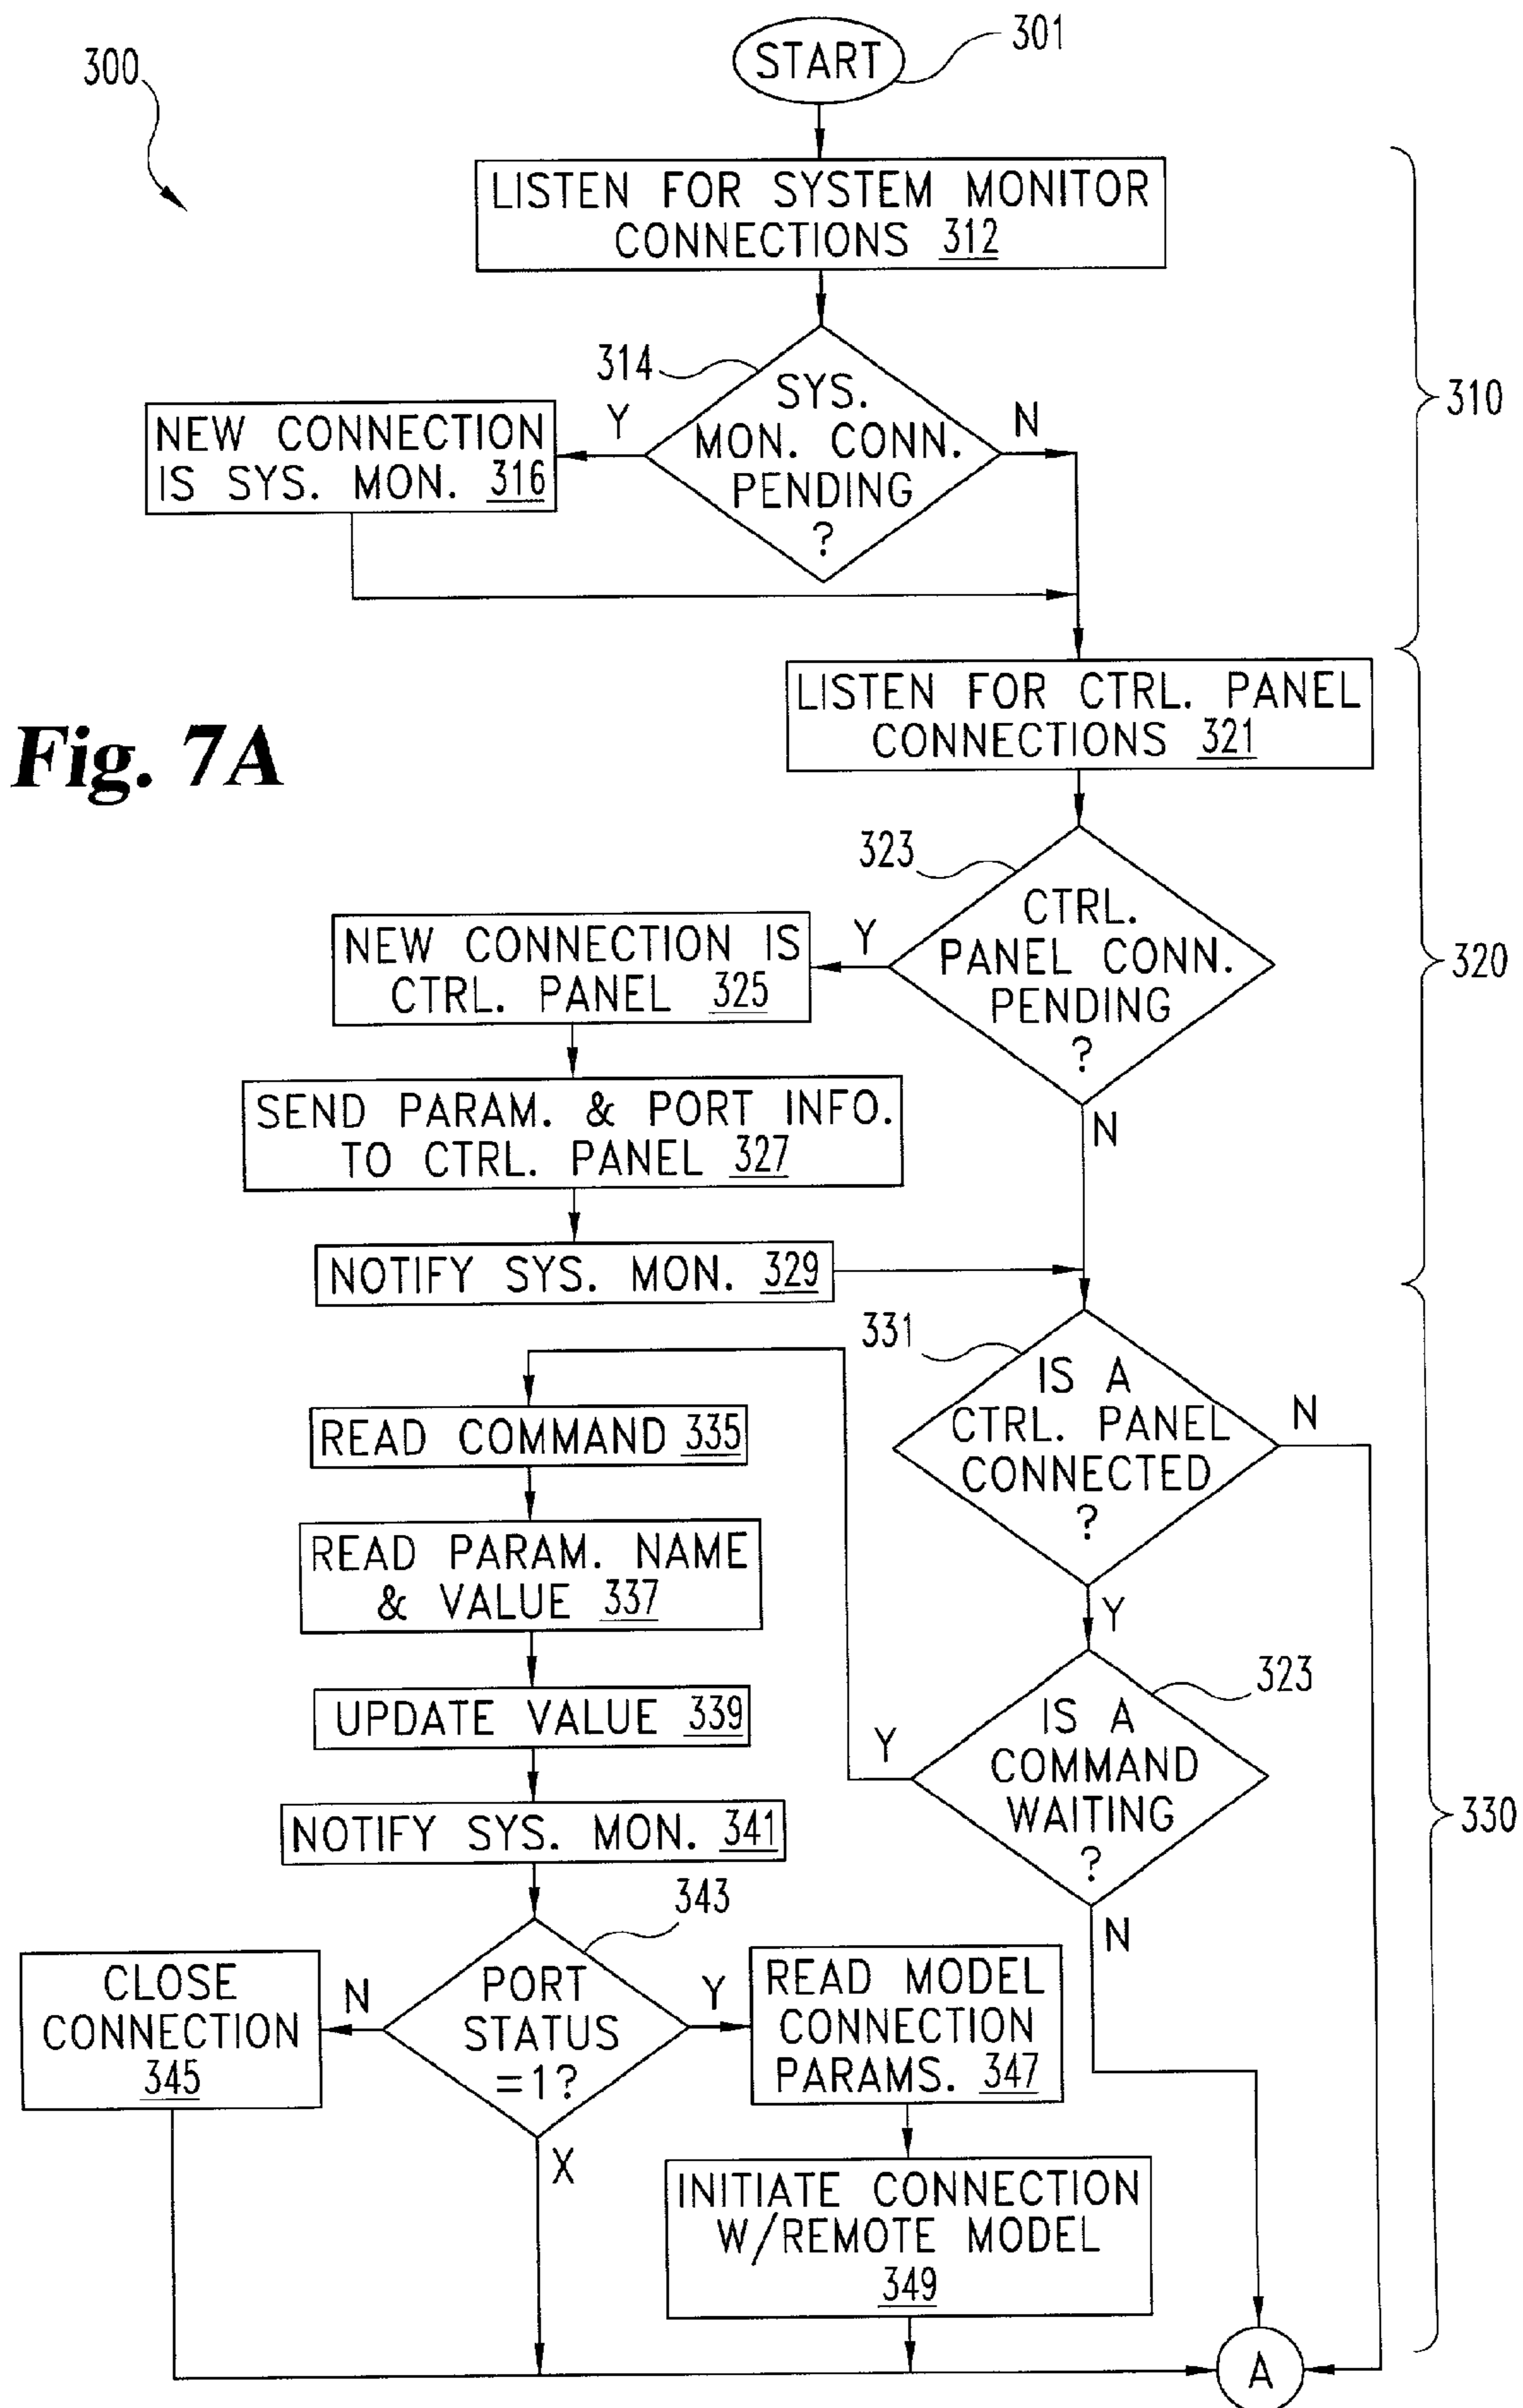 300
START
301
LISTEN FOR SYSTEM MONITOR
CONNECTIONS 312
314
SYS.
MON. CONN.
PENDING
?
Y
N
NEW CONNECTION
IS SYS. MON. 316
310
LISTEN FOR CTRL. PANEL
CONNECTIONS 321
Fig. 7A
323
CTRL.
PANEL CONN.
PENDING
?
Y
N
NEW CONNECTION IS
CTRL. PANEL 325
320
SEND PARAM. & PORT INFO.
TO CTRL. PANEL 327
NOTIFY SYS. MON. 329
331
IS A
CTRL. PANEL
CONNECTED
?
N
Y
READ COMMAND 335
READ PARAM. NAME
& VALUE 337
323
IS A
COMMAND
WAITING
?
Y
N
UPDATE VALUE 339
330
NOTIFY SYS. MON. 341
343
PORT
STATUS
=1?
N
Y
X
CLOSE
CONNECTION
345
READ MODEL
CONNECTION
PARAMS. 347
INITIATE CONNECTION
W/REMOTE MODEL
349
A